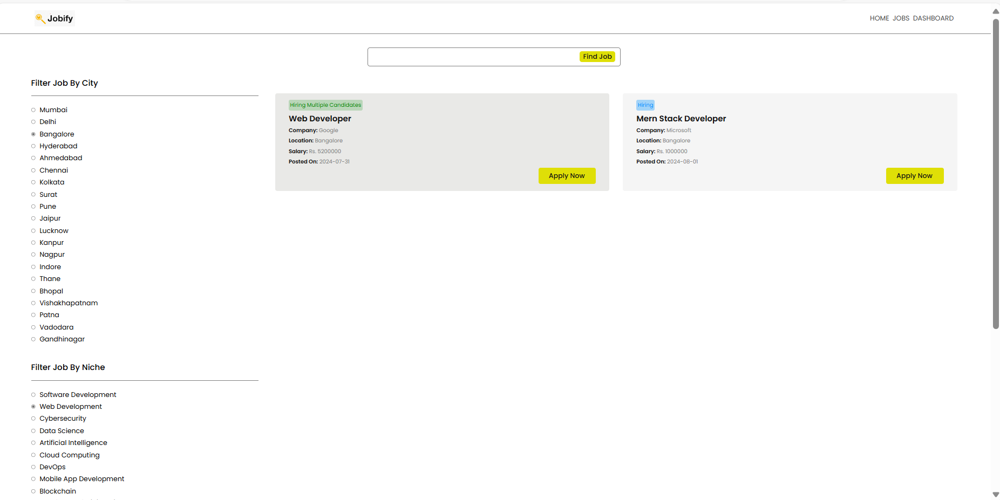 Jobify
HOME JOBS DASHBOARD
Find Job
Filter Job By City
Mumbai
Delhi
Bangalore
Hyderabad
Ahmedabad
Chennai
Kolkata
Surat
Pune
Jaipur
Lucknow
Kanpur
Nagpur
Indore
Thane
Bhopal
Vishakhapatnam
Patna
Vadodara
Gandhinagar
Filter Job By Niche
Software Development
Web Development
Cybersecurity
Data Science
Artificial Intelligence
Cloud Computing
DevOps
Mobile App Development
Blockchain
Hiring Multiple Candidates
Web Developer
Company: Google
Location: Bangalore
Salary: Rs. 5200000
Posted On: 2024-07-31
Apply Now
Hiring
Mern Stack Developer
Company: Microsoft
Location: Bangalore
Salary: Rs. 1000000
Posted On: 2024-08-01
Apply Now